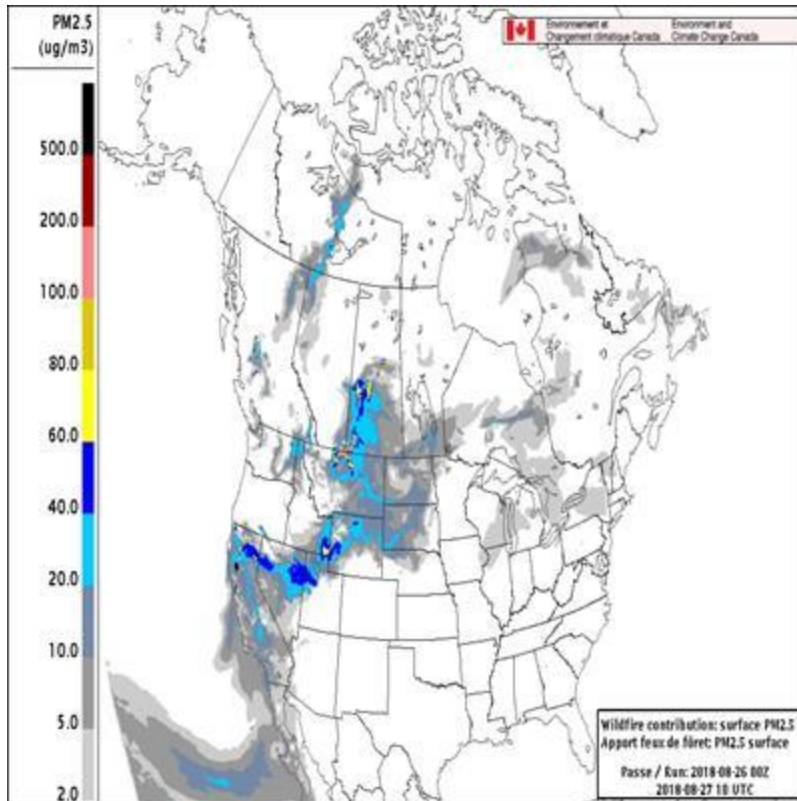 PM2.5
(ug/m3)
500.0
200.0
100.0
80.0
60.0
40.0
20.0
10.0
5.0
2.0
Environnement et
Changement climatique Canada
Environment and
Climate Change Canada
Wildfire contribution: surface PM2.5
Apport feux de fôret: PM2.5 surface
Passe / Run: 2018-08-26 00Z
2018-08-27 10 UTC